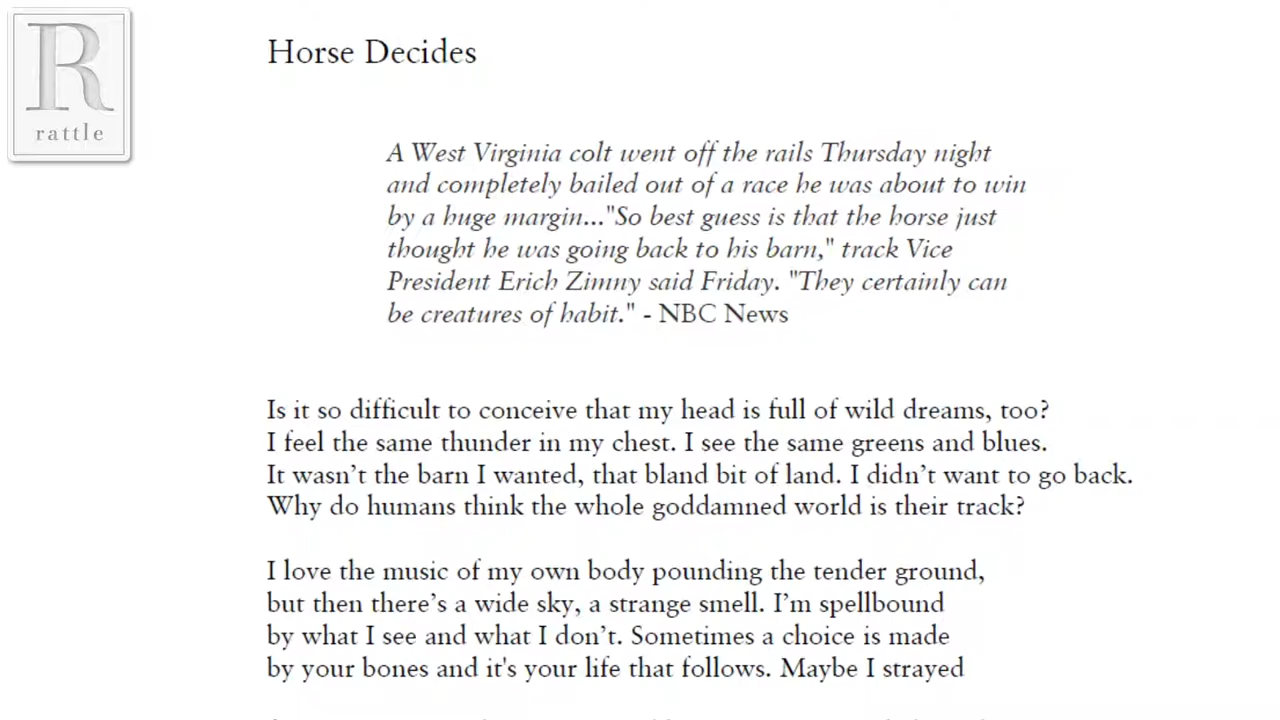 R
rattle
Horse Decides
A West Virginia colt went off the rails Thursday night
and completely bailed out of a race he was about to win
by a huge margin..."So best guess is that the horse just
thought he was going back to his barn," track Vice
President Erich Zimny said Friday. "They certainly can
be creatures of habit." - NBC News
Is it so difficult to conceive that my head is full of wild dreams, too?
I feel the same thunder in my chest. I see the same greens and blues.
It wasn’t the barn I wanted, that bland bit of land. I didn’t want to go back.
Why do humans think the whole goddamned world is their track?
I love the music of my own body pounding the tender ground,
but then there’s a wide sky, a strange smell. I’m spellbound
by what I see and what I don’t. Sometimes a choice is made
by your bones and it's your life that follows. Maybe I strayed